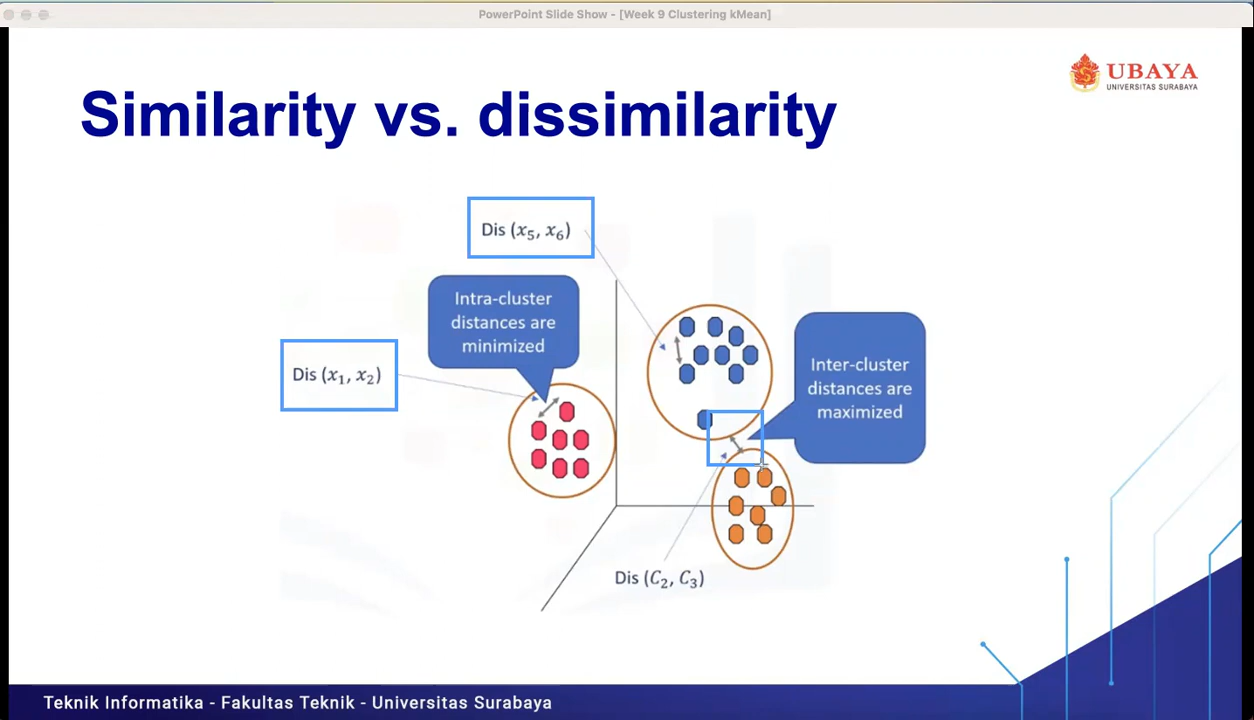 PowerPoint Slide Show - [Week 9 Clustering kMean]
UBAYA
UNIVERSITAS SURABAYA
Similarity vs. dissimilarity
Dis (x₅, x₆)
Intra-cluster
distances are
minimized
Dis (x₁, x₂)
Inter-cluster
distances are
maximized
Dis (C₂, C₃)
Teknik Informatika - Fakultas Teknik - Universitas Surabaya